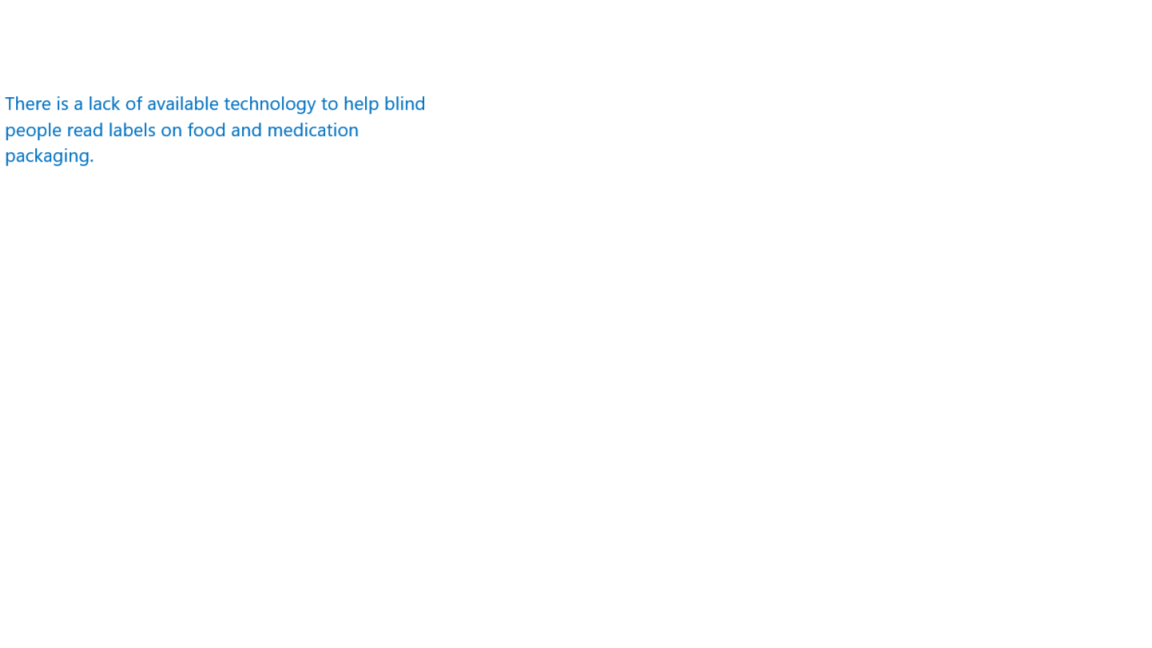 There is a lack of available technology to help blind
people read labels on food and medication
packaging.